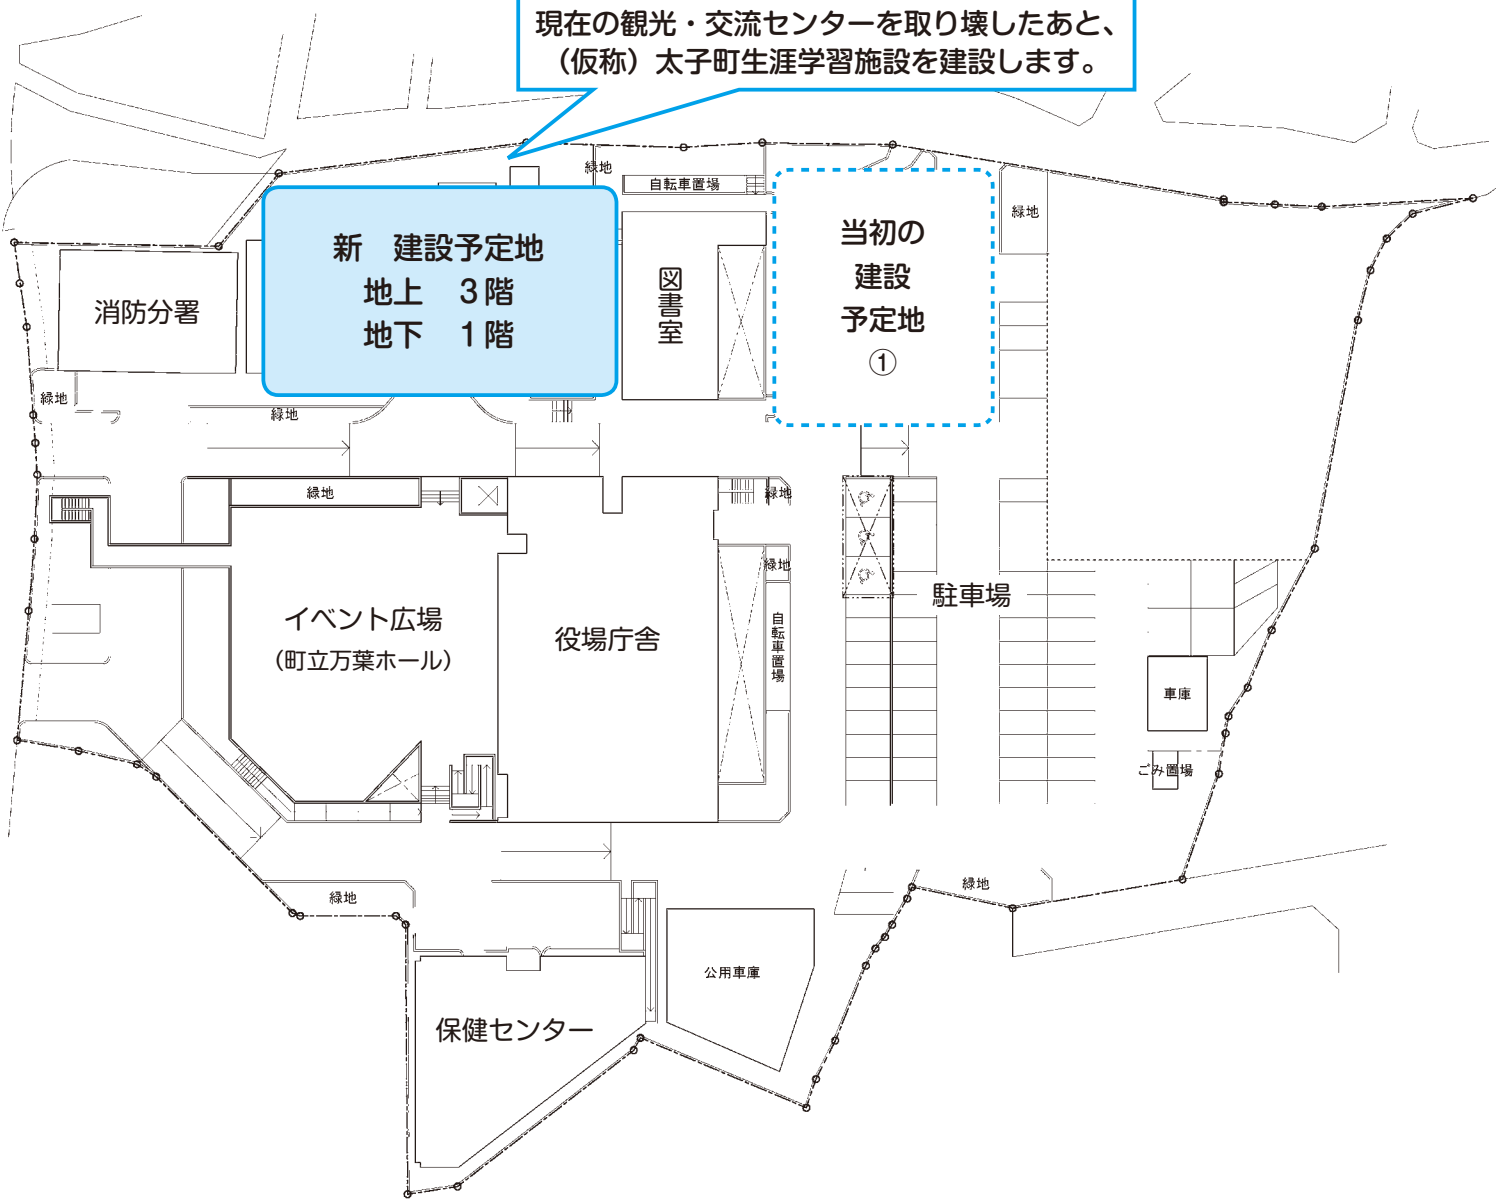 現在の観光・交流センターを取り壊したあと、
（仮称）太子町生涯学習施設を建設します。
緑地
自転車置場
緑地
新　建設予定地
地上　3階
地下　1階
当初の
建設
予定地
①
消防分署
図書室
緑地
緑地
緑地
緑地
緑地
イベント広場
（町立万葉ホール）
役場庁舎
自転車置場
駐車場
車庫
ごみ置場
緑地
緑地
公用車庫
保健センター